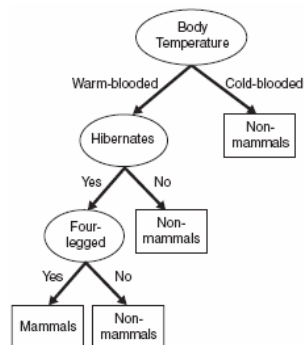 Body
Temperature
Warm-blooded
Cold-blooded
Hibernates
Non-
mammals
Yes
No
Four-
legged
Non-
mammals
Yes
No
Mammals
Non-
mammals